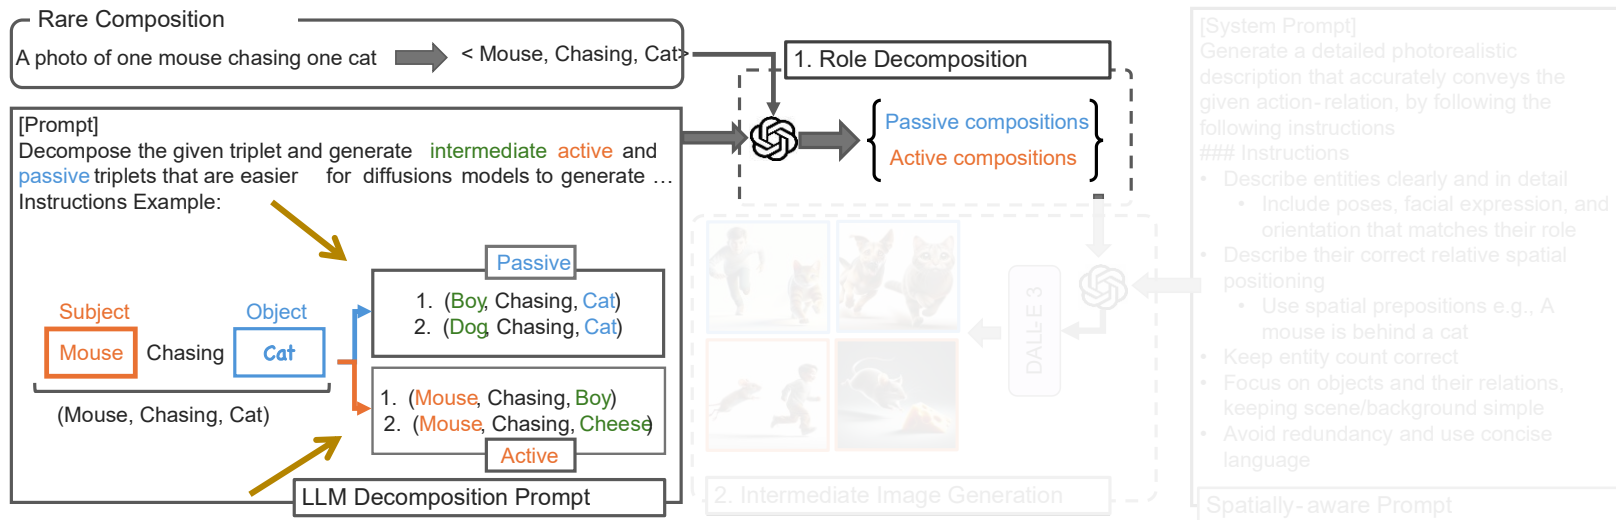 Rare Composition
A photo of one mouse chasing one cat
< Mouse, Chasing, Cat>
1. Role Decomposition
Passive compositions
Active compositions
[Prompt]
Decompose the given triplet and generate intermediate active and
passive triplets that are easier for diffusions models to generate ...
Instructions Example:
Passive
1. (Boy, Chasing, Cat)
2. (Dog, Chasing, Cat)
Subject
Object
Mouse
Chasing
Cat
(Mouse, Chasing, Cat)
1. (Mouse, Chasing, Boy)
2. (Mouse, Chasing, Cheese)
Active
LLM Decomposition Prompt
DALL-E 3
2. Intermediate Image Generation
[System Prompt]
Generate a detailed photorealistic
description that accurately conveys the
given action-relation, by following the
following instructions
### Instructions
• Describe entities clearly and in detail
• Include poses, facial expression, and
orientation that matches their role
• Describe their correct relative spatial
positioning
• Use spatial prepositions e.g., A
mouse is behind a cat
• Keep entity count correct
• Focus on objects and their relations,
keeping scene/background simple
• Avoid redundancy and use concise
language
Spatially-aware Prompt